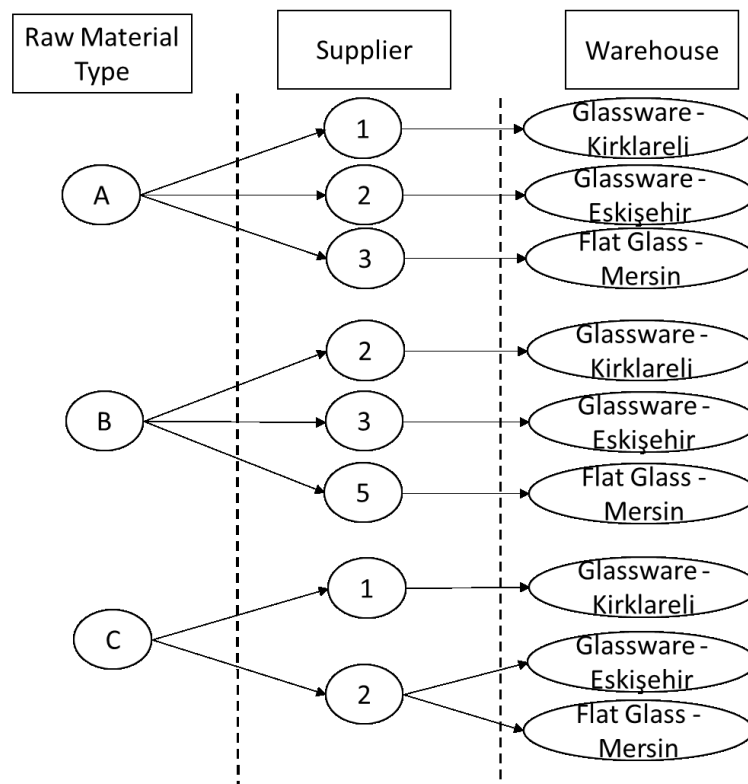 Raw Material
Type
Supplier
Warehouse
A
1
Glassware -
Kirklareli
2
Glassware -
Eskişehir
3
Flat Glass -
Mersin
B
2
Glassware -
Kirklareli
3
Glassware -
Eskişehir
5
Flat Glass -
Mersin
C
1
Glassware -
Kirklareli
2
Glassware -
Eskişehir
Flat Glass -
Mersin